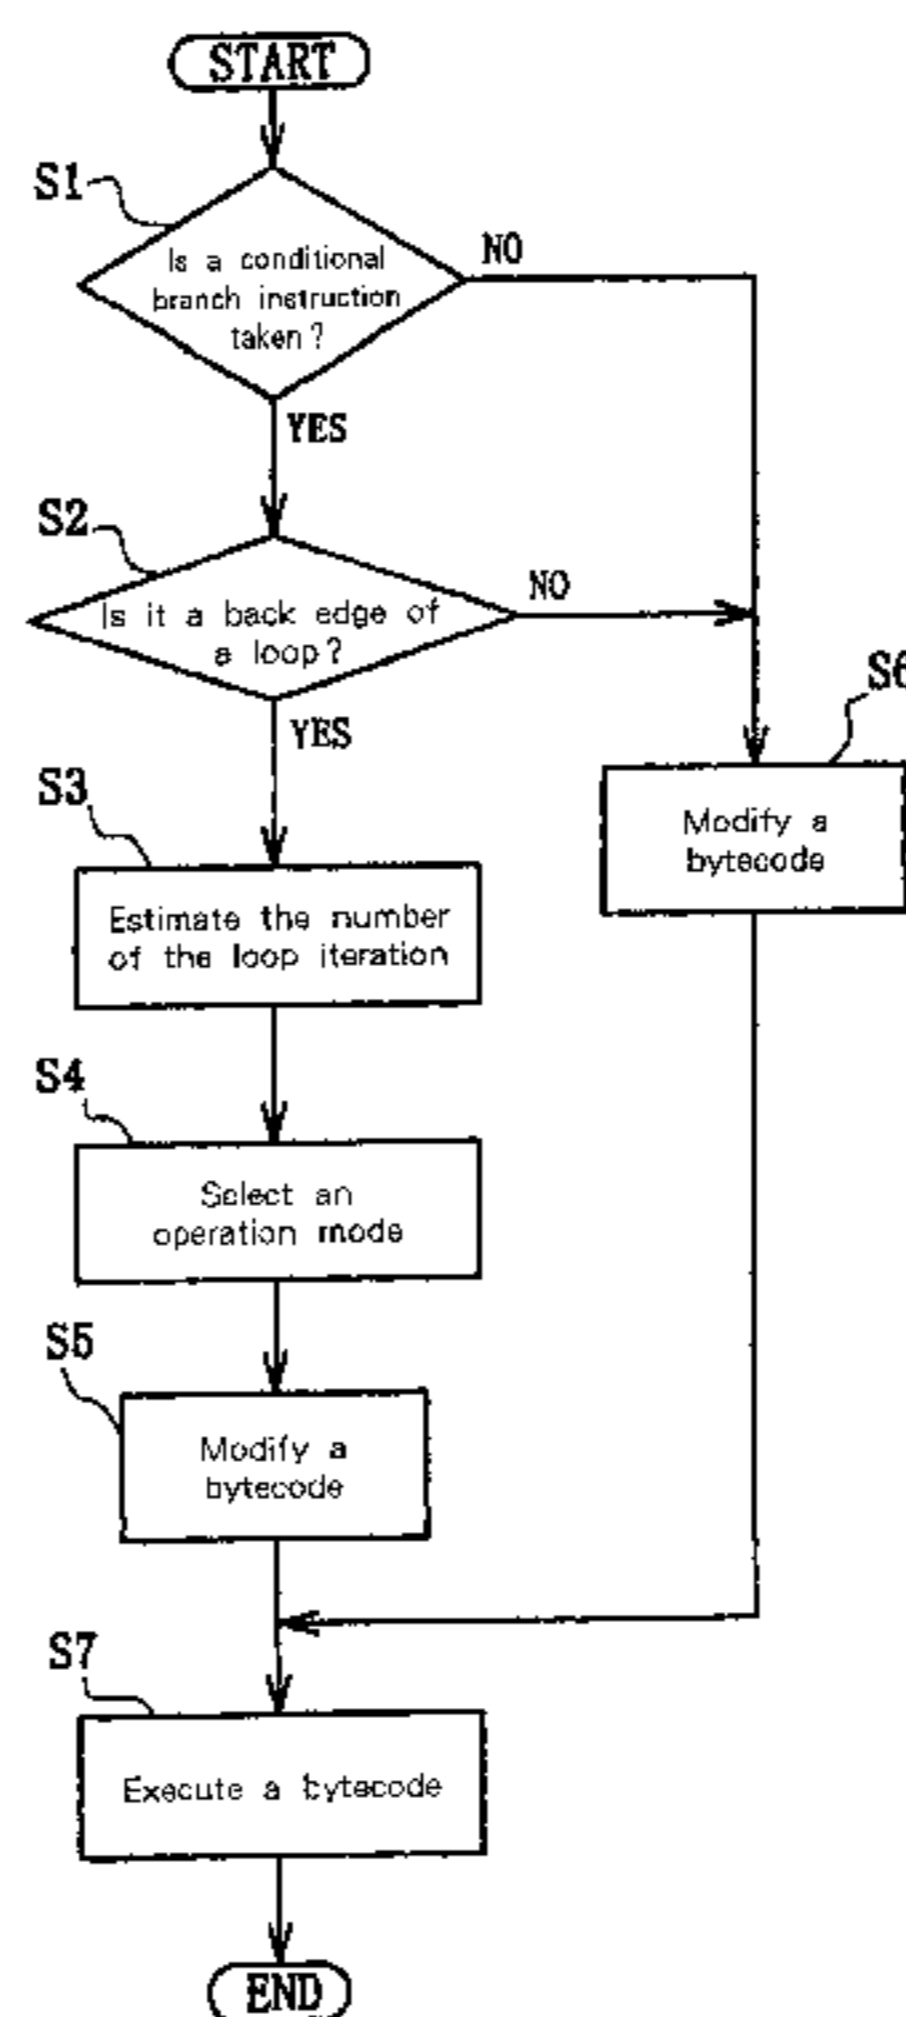 START
S1
Is a conditional
branch instruction
taken?
NO
YES
S2
Is it a back edge of
a loop?
NO
YES
S6
Modify a
bytecode
S3
Estimate the number
of the loop iteration
S4
Select an
operation mode
S5
Modify a
bytecode
S7
Execute a bytecode
END